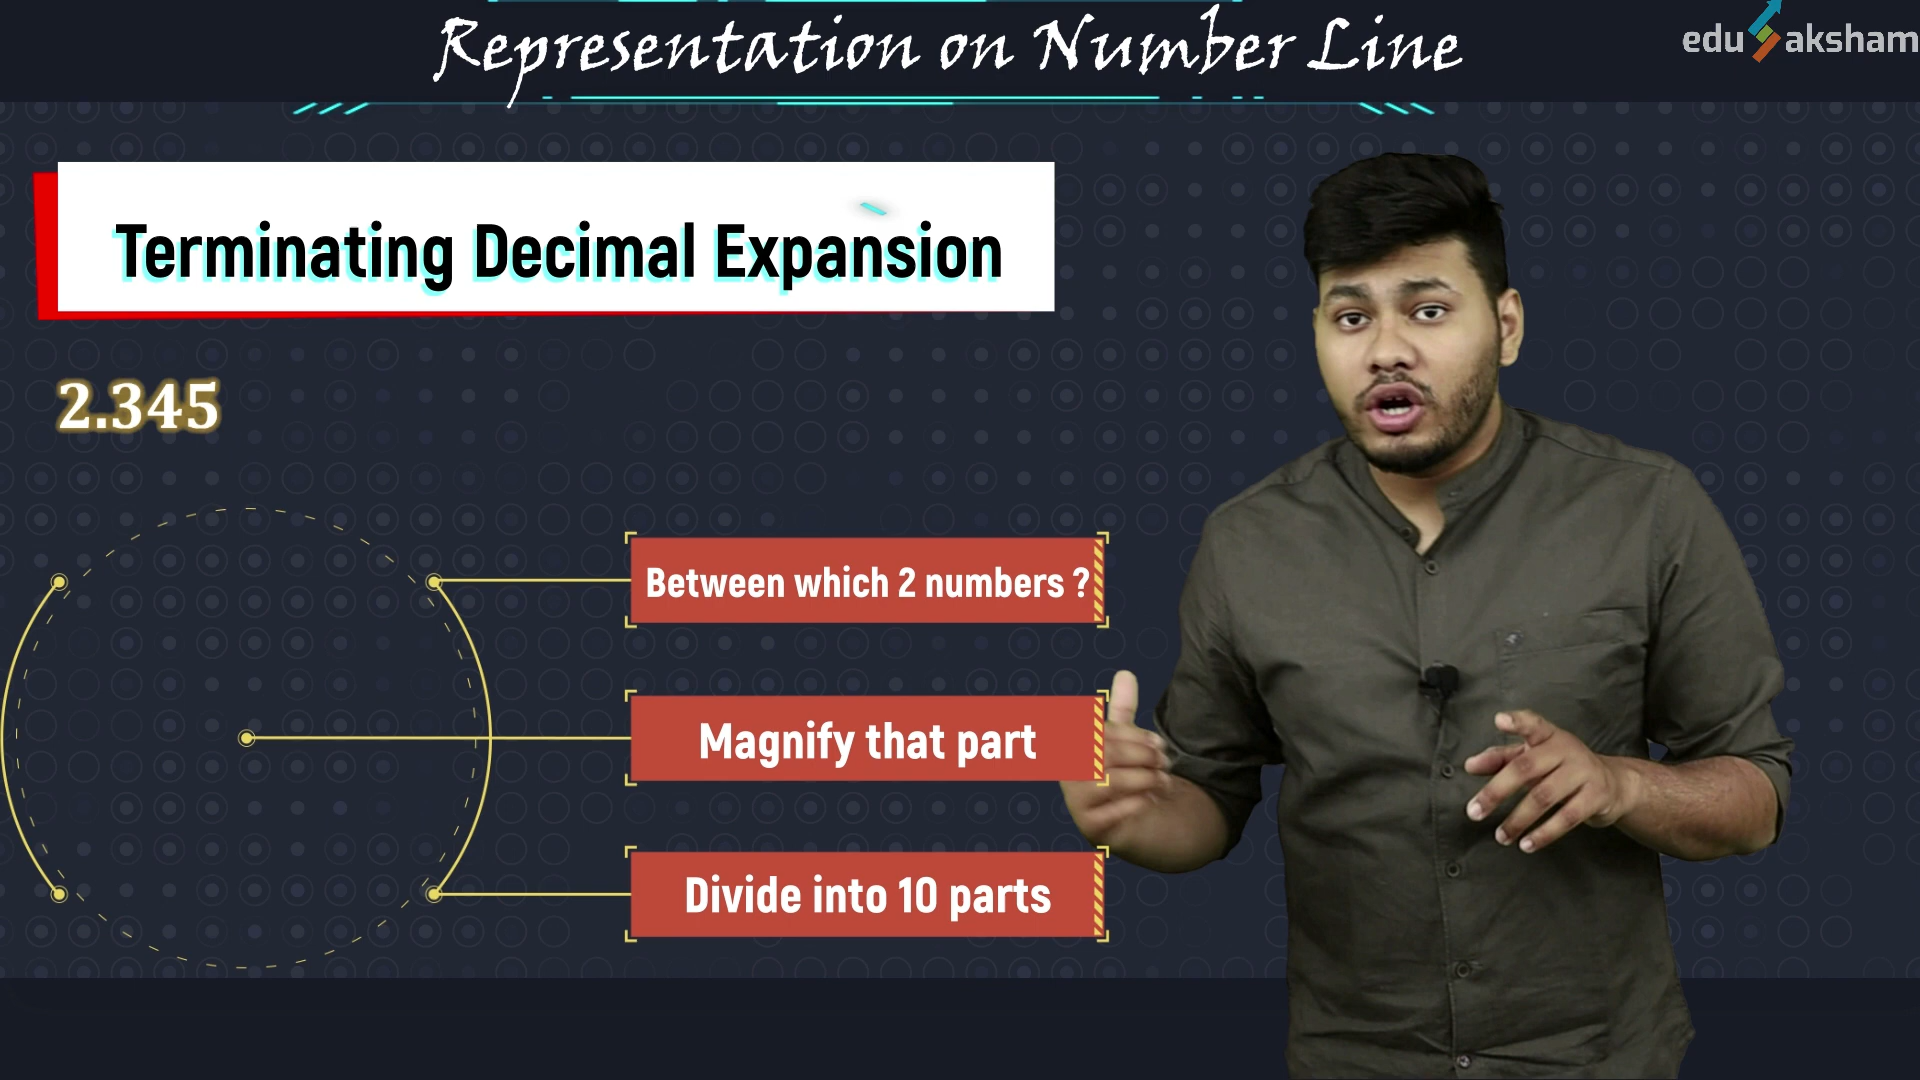 Representation on Number Line
edu aksham
Terminating Decimal Expansion
2.345
Between which 2 numbers ?
Magnify that part
Divide into 10 parts